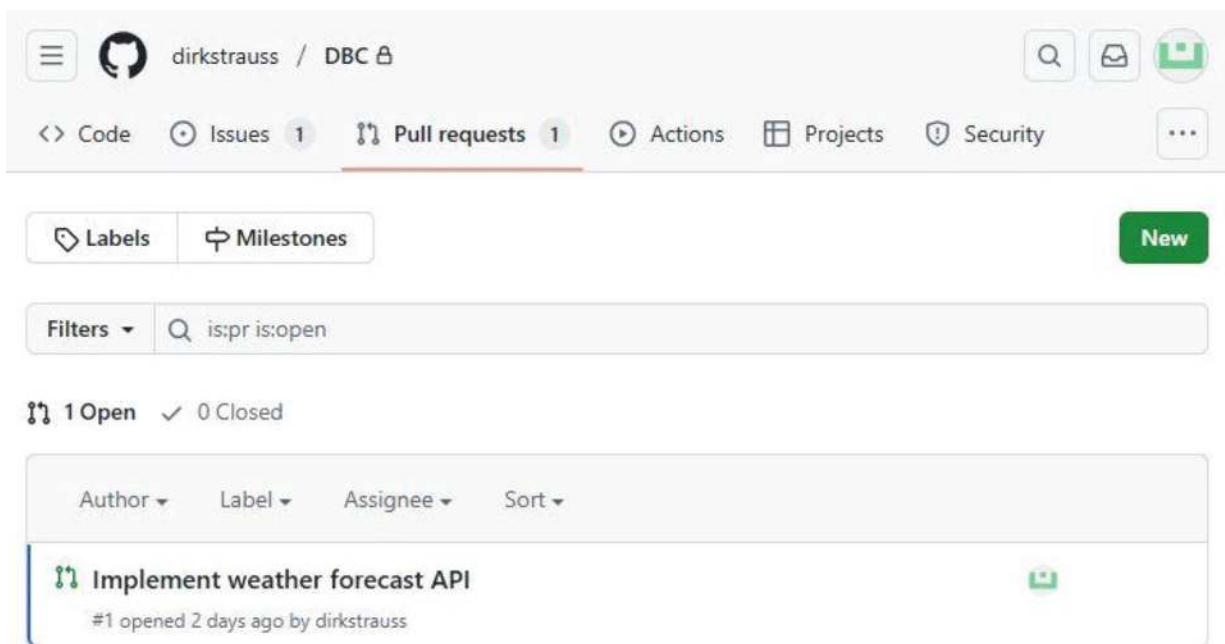 dirkstrauss / DBC
Code Issues 1 Pull requests 1 Actions Projects Security ...
Labels Milestones New
Filters is:pr is:open
1 Open 0 Closed
Author Label Assignee Sort
Implement weather forecast API
#1 opened 2 days ago by dirkstrauss